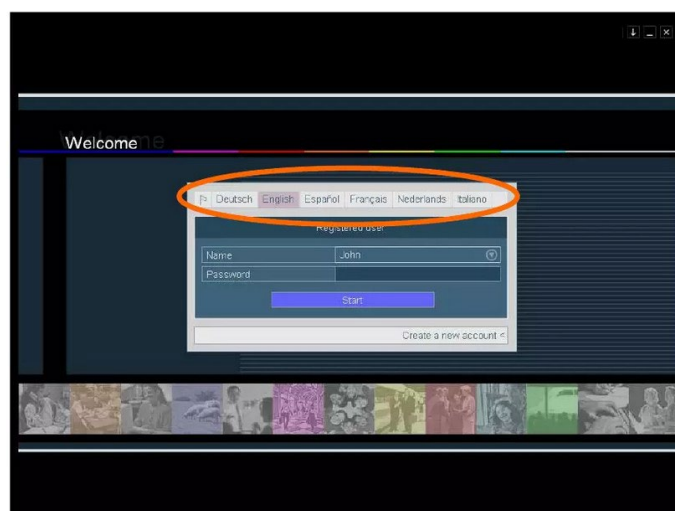 Welcome
Deutsch English Español Français Nederlands Italiano
Registered user
Name John
Password
Start
Create a new account <